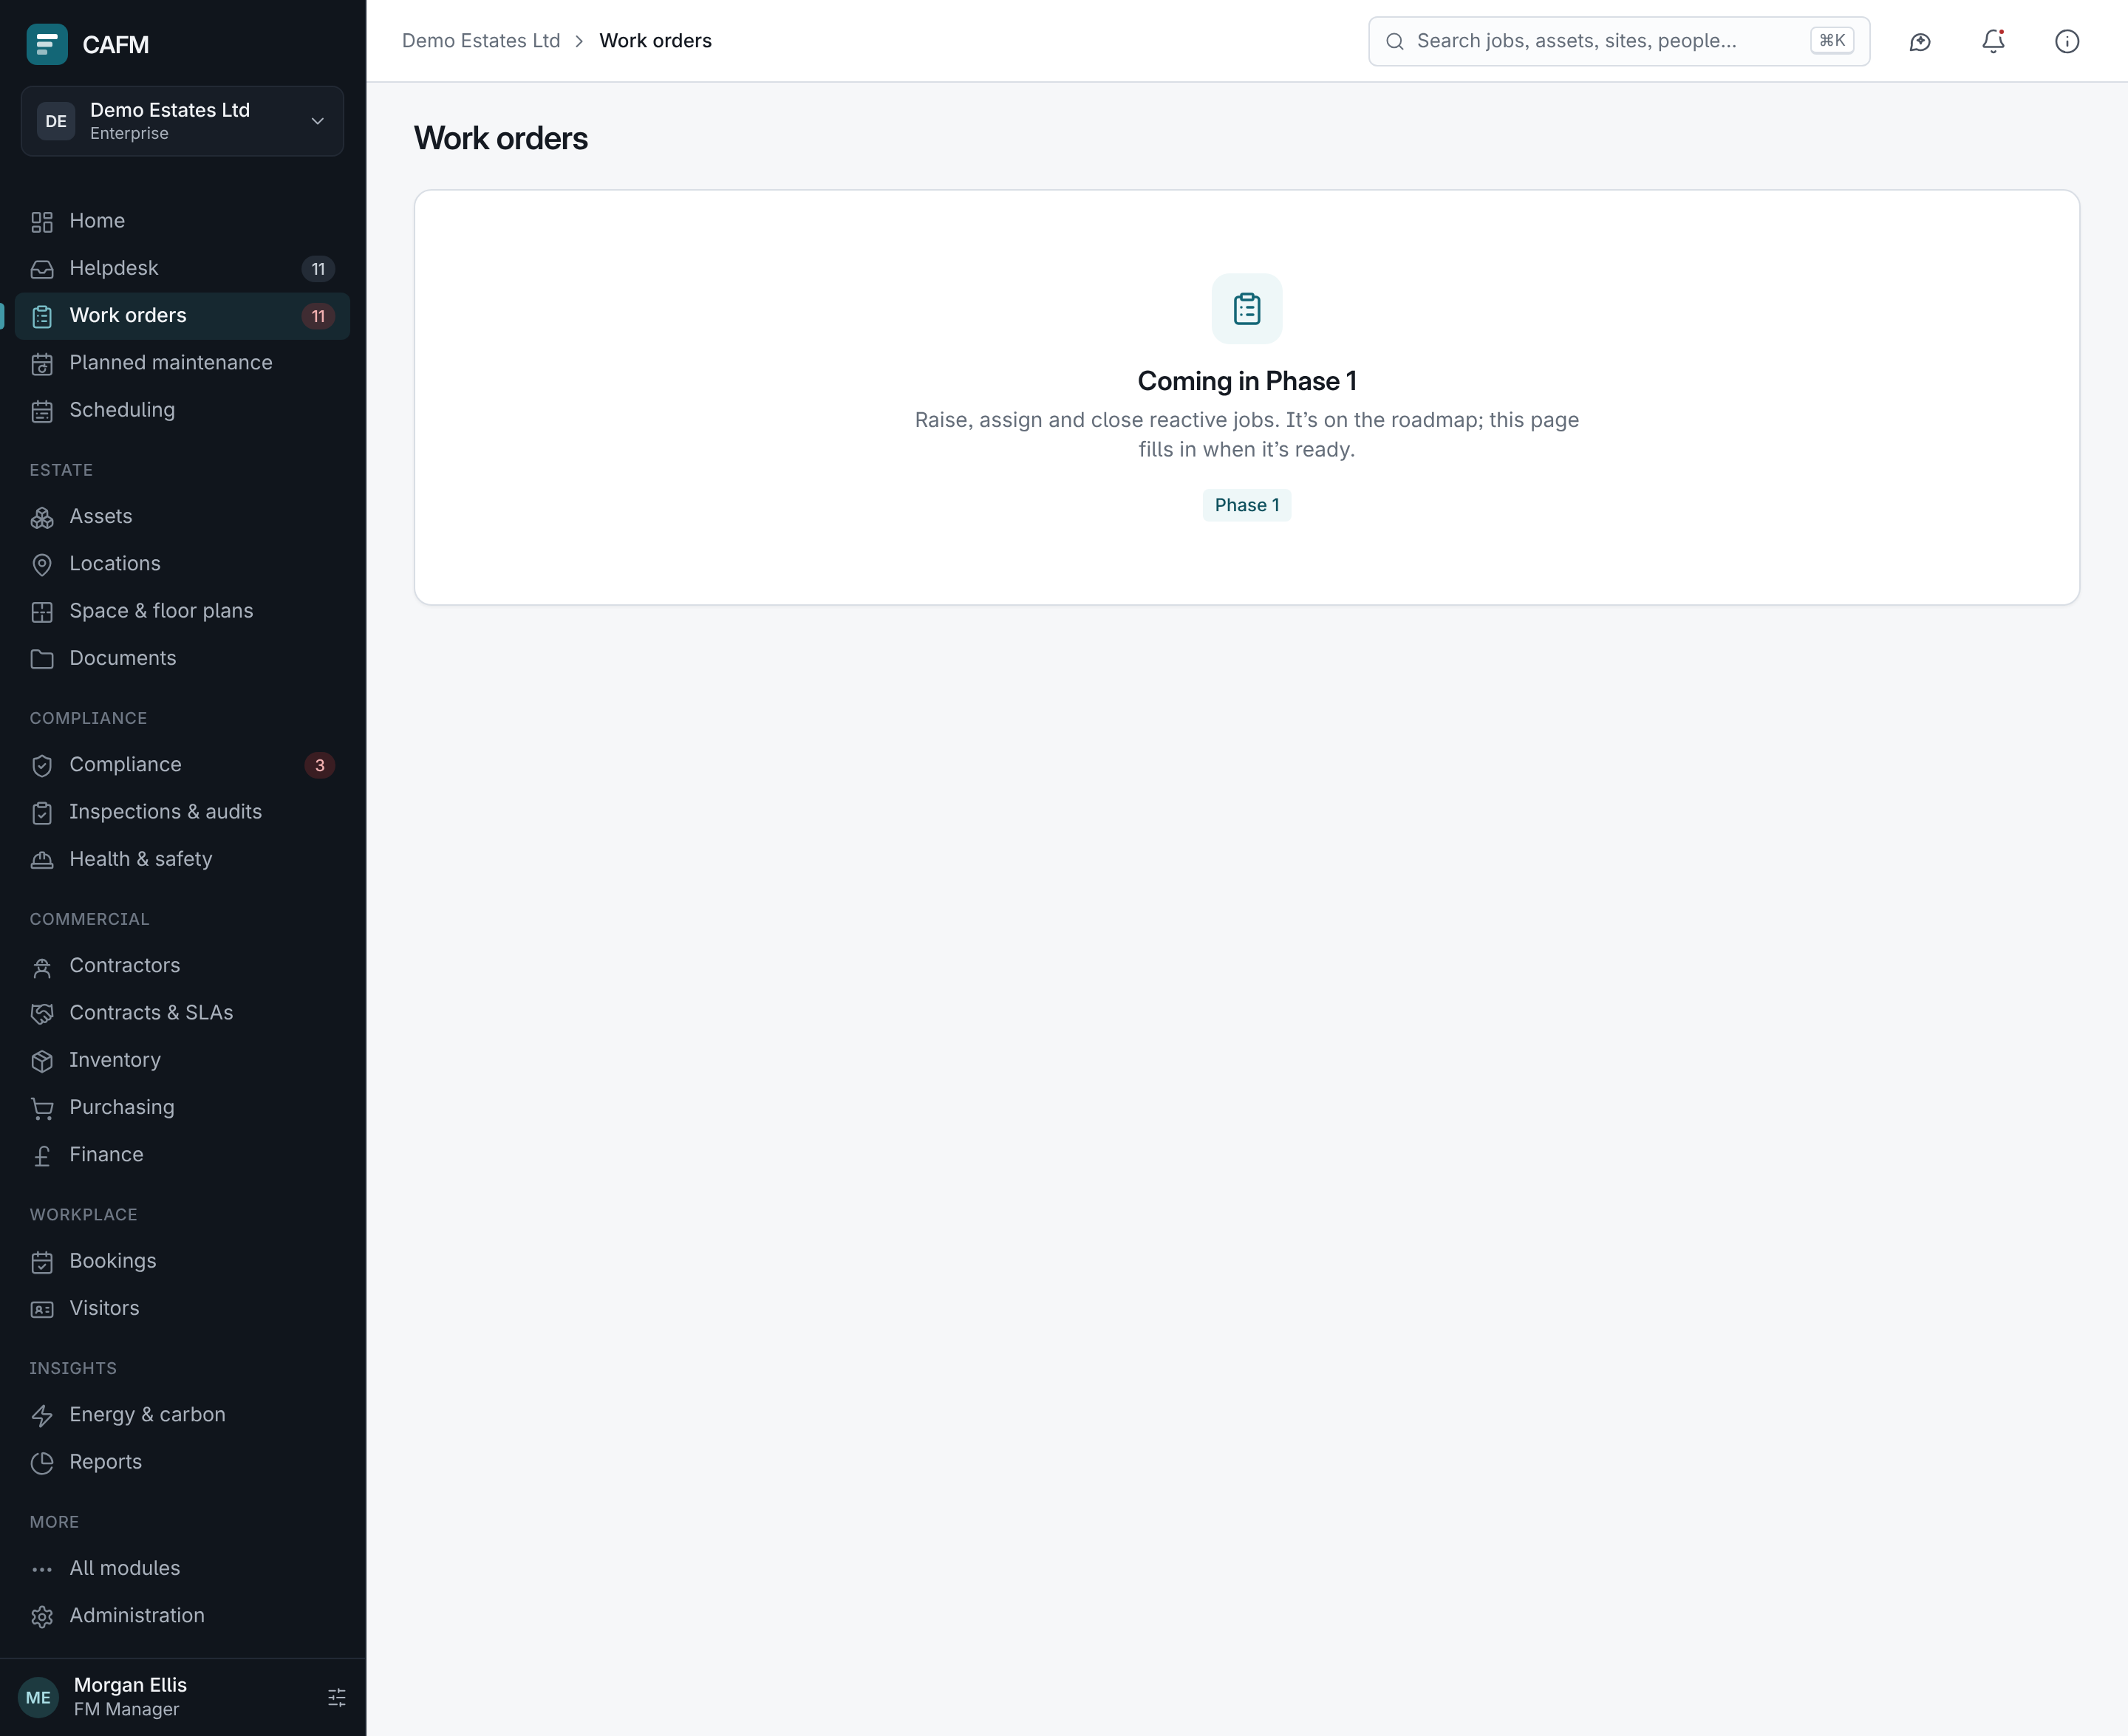 CAFM
DE
Demo Estates Ltd
Enterprise
Home
Helpdesk 11
Work orders 11
Planned maintenance
Scheduling
ESTATE
Assets
Locations
Space & floor plans
Documents
COMPLIANCE
Compliance 3
Inspections & audits
Health & safety
COMMERCIAL
Contractors
Contracts & SLAs
Inventory
Purchasing
Finance
WORKPLACE
Bookings
Visitors
INSIGHTS
Energy & carbon
Reports
MORE
All modules
Administration
ME
Morgan Ellis
FM Manager
Demo Estates Ltd > Work orders
Search jobs, assets, sites, people... ⌘K
Work orders
Coming in Phase 1
Raise, assign and close reactive jobs. It’s on the roadmap; this page
fills in when it’s ready.
Phase 1